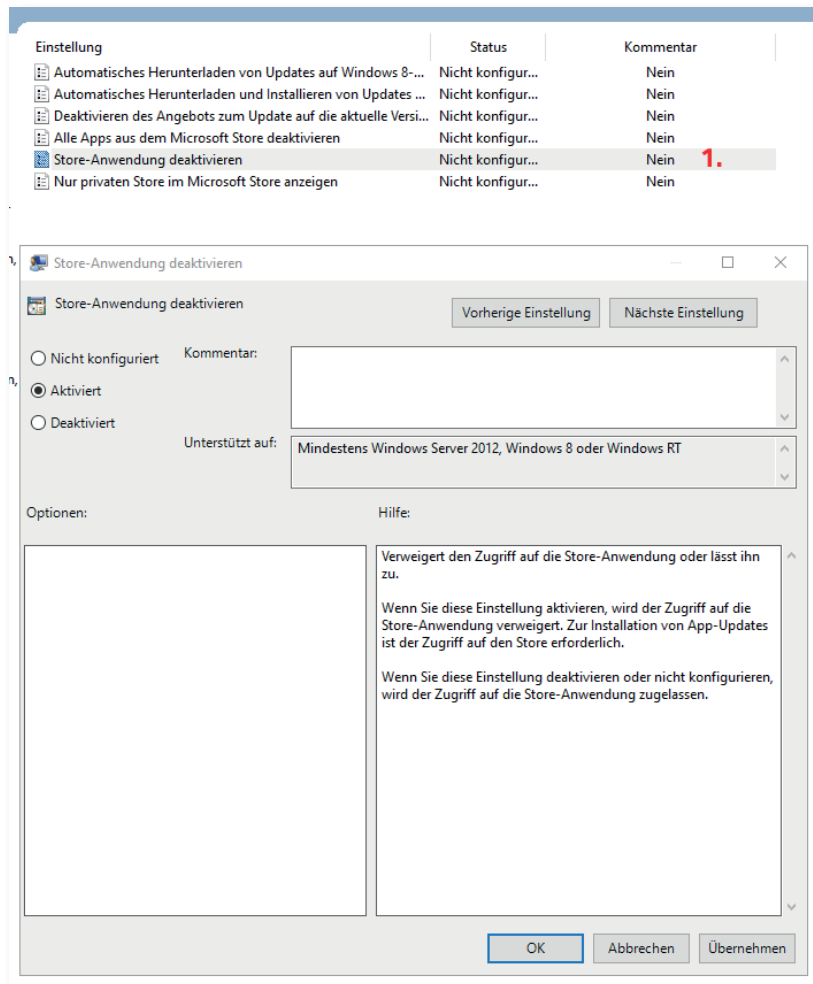 Einstellung Status Kommentar
Automatisches Herunterladen von Updates auf Windows 8-... Nicht konfigur... Nein
Automatisches Herunterladen und Installieren von Updates ... Nicht konfigur... Nein
Deaktivieren des Angebots zum Update auf die aktuelle Versi... Nicht konfigur... Nein
Alle Apps aus dem Microsoft Store deaktivieren Nicht konfigur... Nein
Store-Anwendung deaktivieren Nicht konfigur... Nein 1.
Nur privaten Store im Microsoft Store anzeigen Nicht konfigur... Nein
Store-Anwendung deaktivieren
Store-Anwendung deaktivieren
Vorherige Einstellung Nächste Einstellung
Nicht konfiguriert Kommentar:
Aktiviert
Deaktiviert
Unterstützt auf: Mindestens Windows Server 2012, Windows 8 oder Windows RT
Optionen: Hilfe:
Verweigert den Zugriff auf die Store-Anwendung oder lässt ihn
zu.
Wenn Sie diese Einstellung aktivieren, wird der Zugriff auf die
Store-Anwendung verweigert. Zur Installation von App-Updates
ist der Zugriff auf den Store erforderlich.
Wenn Sie diese Einstellung deaktivieren oder nicht konfigurieren,
wird der Zugriff auf die Store-Anwendung zugelassen.
OK Abbrechen Übernehmen